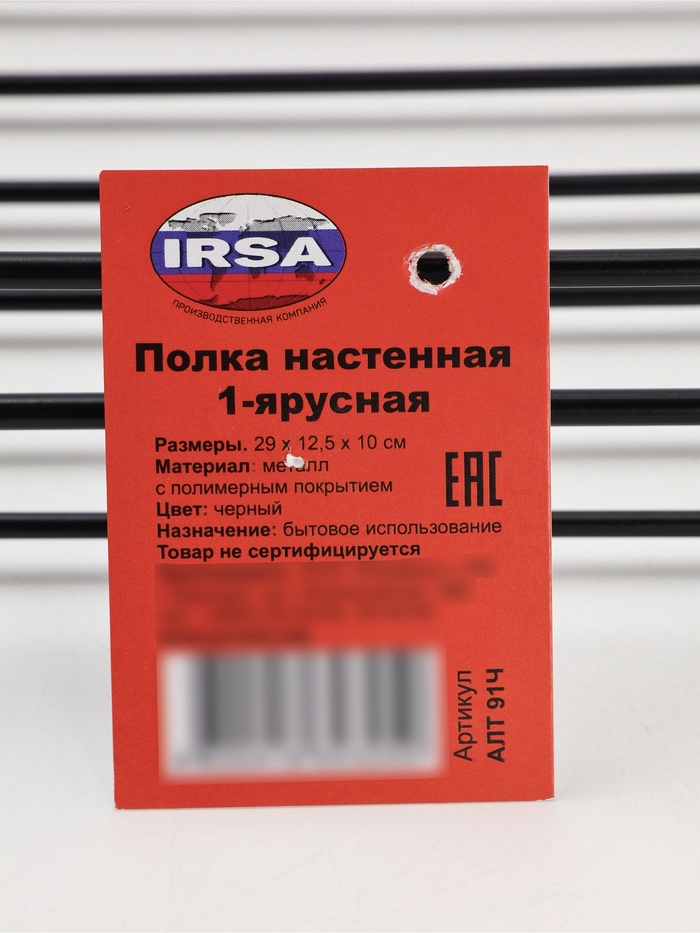 IRSA
ПРОИЗВОДСТВЕННАЯ КОМПАНИЯ
Полка настенная
1-ярусная
Размеры. 29 x 12,5 x 10 см
Материал: металл
с полимерным покрытием
EAC
Цвет: черный
Назначение: бытовое использование
Товар не сертифицируется
Артикул
АЛТ 91Ч